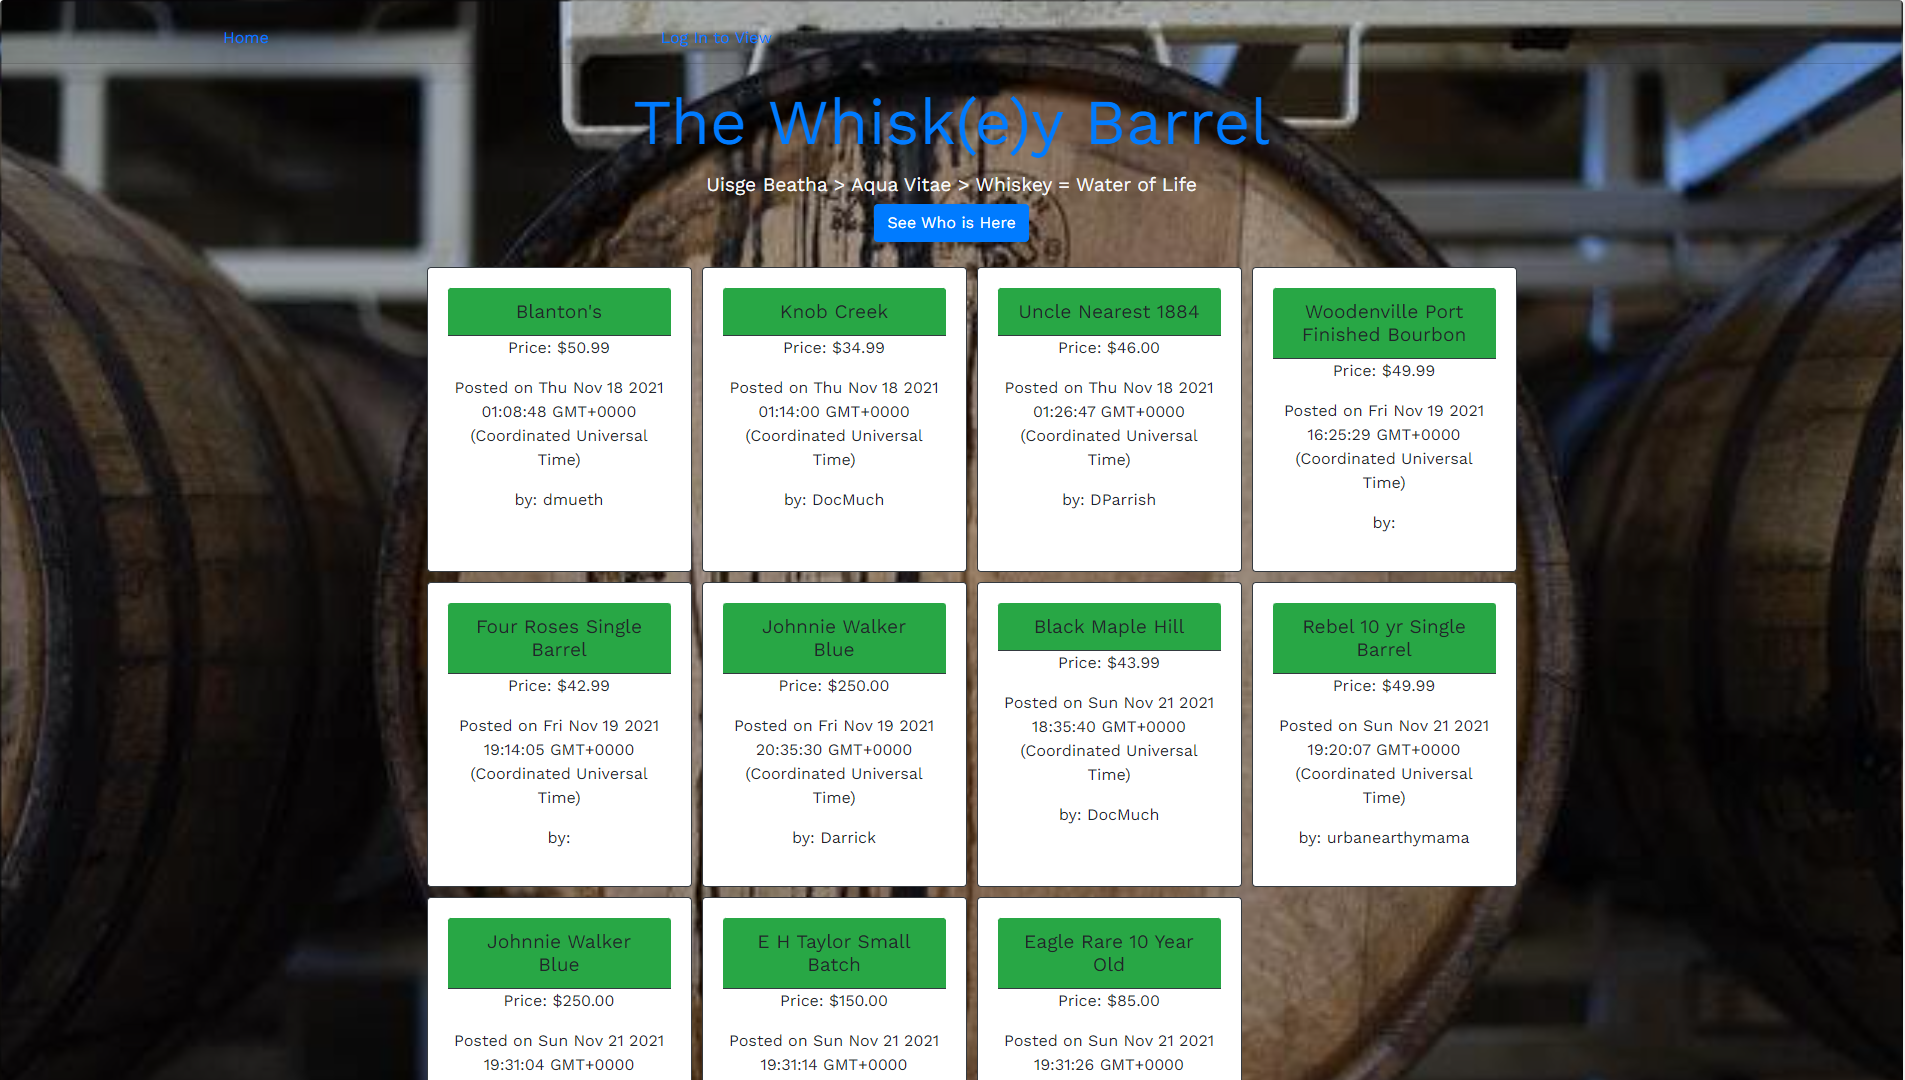 Home
Log In to View
The Whisk(e)y Barrel
Uisge Beatha > Aqua Vitae > Whiskey = Water of Life
See Who is Here
Blanton's
Price: $50.99
Posted on Thu Nov 18 2021
01:08:48 GMT+0000
(Coordinated Universal
Time)
by: dmueth
Knob Creek
Price: $34.99
Posted on Thu Nov 18 2021
01:14:00 GMT+0000
(Coordinated Universal
Time)
by: DocMuch
Uncle Nearest 1884
Price: $46.00
Posted on Thu Nov 18 2021
01:26:47 GMT+0000
(Coordinated Universal
Time)
by: DParrish
Woodenville Port
Finished Bourbon
Price: $49.99
Posted on Fri Nov 19 2021
16:25:29 GMT+0000
(Coordinated Universal
Time)
by:
Four Roses Single
Barrel
Price: $42.99
Posted on Fri Nov 19 2021
19:14:05 GMT+0000
(Coordinated Universal
Time)
by:
Johnnie Walker
Blue
Price: $250.00
Posted on Fri Nov 19 2021
20:35:30 GMT+0000
(Coordinated Universal
Time)
by: Darrick
Black Maple Hill
Price: $43.99
Posted on Sun Nov 21 2021
18:35:40 GMT+0000
(Coordinated Universal
Time)
by: DocMuch
Rebel 10 yr Single
Barrel
Price: $49.99
Posted on Sun Nov 21 2021
19:20:07 GMT+0000
(Coordinated Universal
Time)
by: urbanearthymama
Johnnie Walker
Blue
Price: $250.00
Posted on Sun Nov 21 2021
19:31:04 GMT+0000
E H Taylor Small
Batch
Price: $150.00
Posted on Sun Nov 21 2021
19:31:14 GMT+0000
Eagle Rare 10 Year
Old
Price: $85.00
Posted on Sun Nov 21 2021
19:31:26 GMT+0000